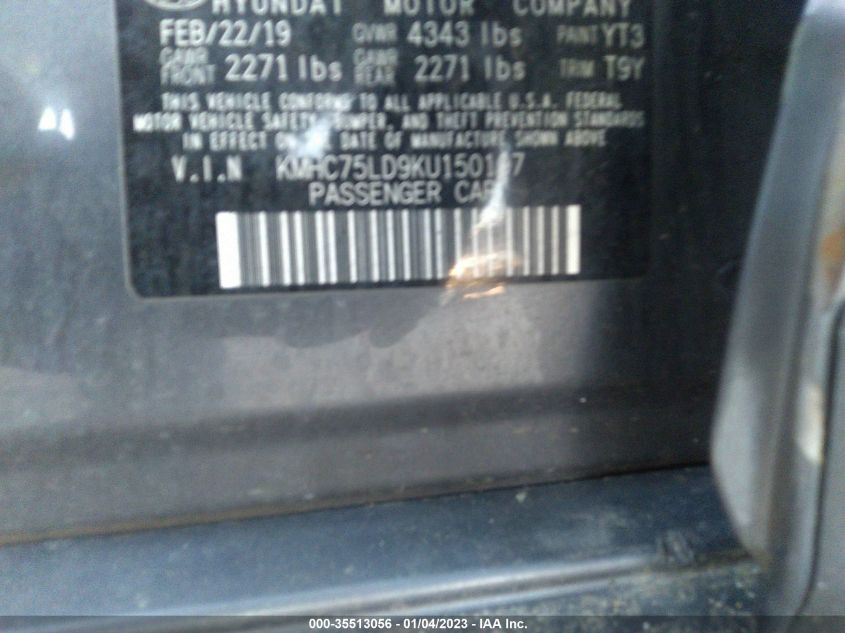 HYUNDAI MOTOR COMPANY
FEB/22/19 GVWR 4343 lbs PAINT YT3
GAWR FRONT 2271 lbs GAWR REAR 2271 lbs TRIM T9Y
THIS VEHICLE CONFORMS TO ALL APPLICABLE U.S.A. FEDERAL
MOTOR VEHICLE SAFETY, BUMPER, AND THEFT PREVENTION STANDARDS
IN EFFECT ON THE DATE OF MANUFACTURE SHOWN ABOVE
V.I.N
PASSENGER CAR
000-35513056 - 01/04/2023 - IAA Inc.